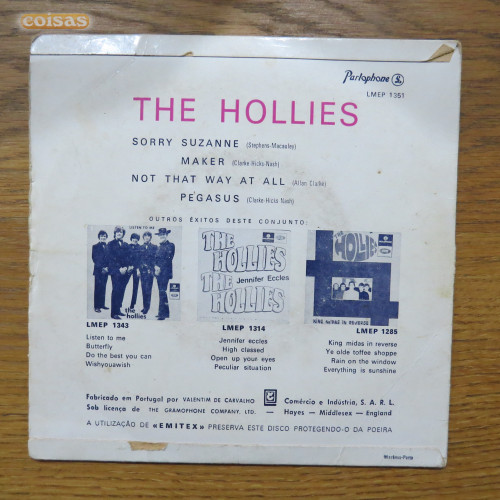 coisas
Parlophone
LMEP 1351
THE HOLLIES
SORRY SUZANNE (Stephens-Macauley)
MAKER (Clarke-Hicks-Nash)
NOT THAT WAY AT ALL (Allan Clarke)
PEGASUS (Clarke-Hicks Nash)
OUTROS ÊXITOS DESTE CONJUNTO:
LISTEN TO ME
the hollies
THE HOLLIES
Jennifer Eccles
THE HOLLIES
THE HOLLIE
KING MIDAS IN REVERSE
LMEP 1343
LMEP 1314
LMEP 1285
Listen to me
Butterfly
Do the best you can
Wishyouawish
Jennifer eccles
High classed
Open up your eyes
Peculiar situation
King midas in reverse
Ye olde toffee shoppe
Rain on the window
Everything is sunshine
Fabricado em Portugal por VALENTIM DE CARVALHO Comércio e Indústria, S. A. R. L.
Sob licença de THE GRAMOPHONE COMPANY, LTD. – Hayes - Middlesex - England
A UTILIZAÇÃO DE «EMITEX» PRESERVA ESTE DISCO PROTEGENDO-O DA POEIRA